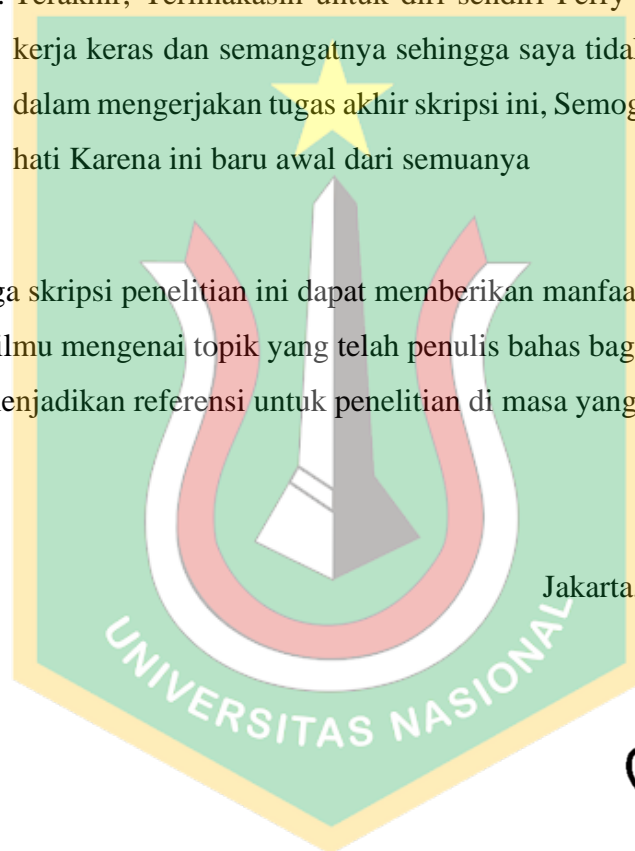 Terakhir, Terimakasih untuk diri sendiri
kerja keras dan semangatnya sehingga saya tidak
dalam mengerjakan tugas akhir skripsi ini, Semog
hati Karena ini baru awal dari semuanya
ga skripsi penelitian ini dapat memberikan manfaa
ilmu mengenai topik yang telah penulis bahas bag
enjadikan referensi untuk penelitian di masa yang
Jakarta
UNIVERSITAS NASIONAL